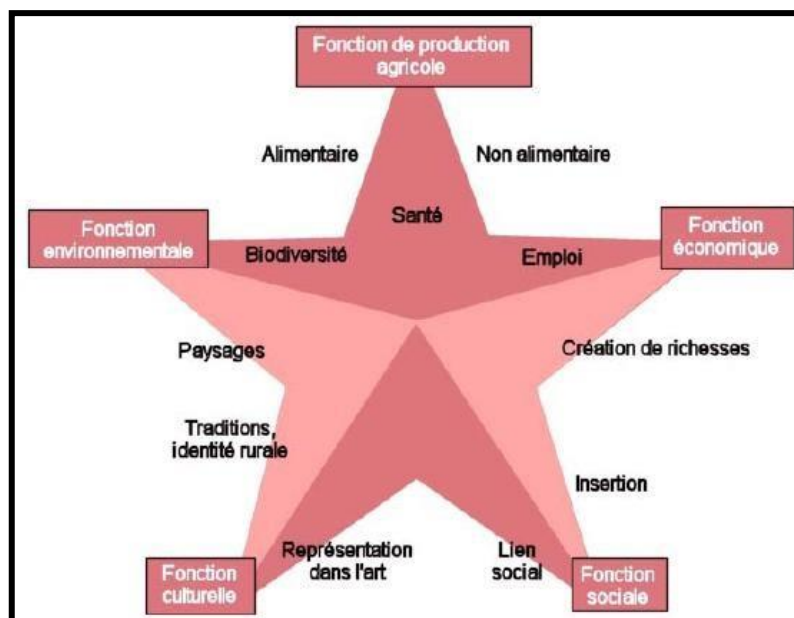 Fonction de production
agricole
Alimentaire
Non alimentaire
Santé
Fonction
environnementale
Fonction
économique
Biodiversité
Emploi
Paysages
Création de richesses
Traditions,
identité rurale
Insertion
Représentation
dans l'art
Lien
social
Fonction
culturelle
Fonction
sociale